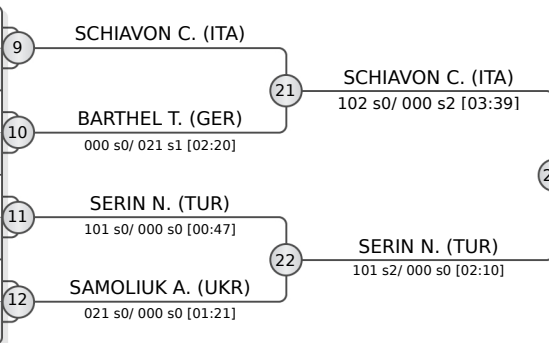 9
SCHIAVON C. (ITA)
21
SCHIAVON C. (ITA)
102 s0/ 000 s2 [03:39]
10
BARTHEL T. (GER)
000 s0/ 021 s1 [02:20]
2
11
SERIN N. (TUR)
101 s0/ 000 s0 [00:47]
22
SERIN N. (TUR)
101 s2/ 000 s0 [02:10]
12
SAMOLIUK A. (UKR)
021 s0/ 000 s0 [01:21]